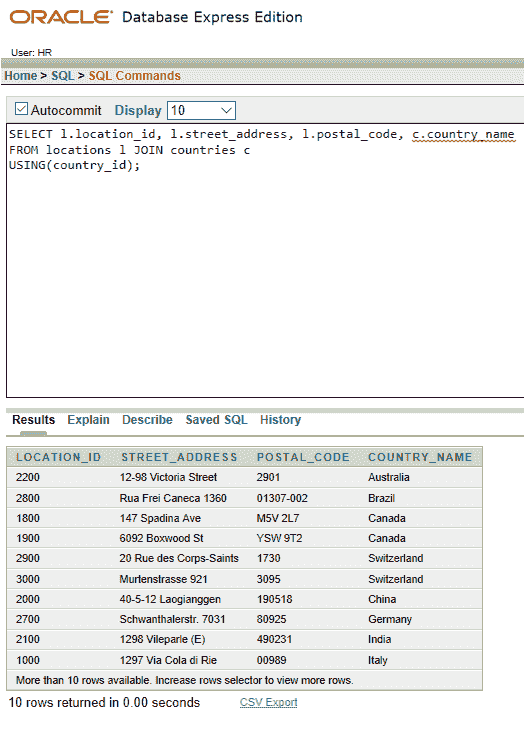 ORACLE® Database Express Edition
User: HR
Home > SQL > SQL Commands
Autocommit Display 10
SELECT l.location_id, l.street_address, l.postal_code, c.country_name
FROM locations l JOIN countries c
USING(country_id);
Results Explain Describe Saved SQL History
LOCATION_ID STREET_ADDRESS POSTAL_CODE COUNTRY_NAME
2200 12-98 Victoria Street 2901 Australia
2800 Rua Frei Caneca 1360 01307-002 Brazil
1800 147 Spadina Ave M5V 2L7 Canada
1900 6092 Boxwood St YSW 9T2 Canada
2900 20 Rue des Corps-Saints 1730 Switzerland
3000 Murtenstrasse 921 3095 Switzerland
2000 40-5-12 Laogianggen 190518 China
2700 Schwanthalerstr. 7031 80925 Germany
2100 1298 Vileparle (E) 490231 India
1000 1297 Via Cola di Rie 00989 Italy
More than 10 rows available. Increase rows selector to view more rows.
10 rows returned in 0.00 seconds CSV Export